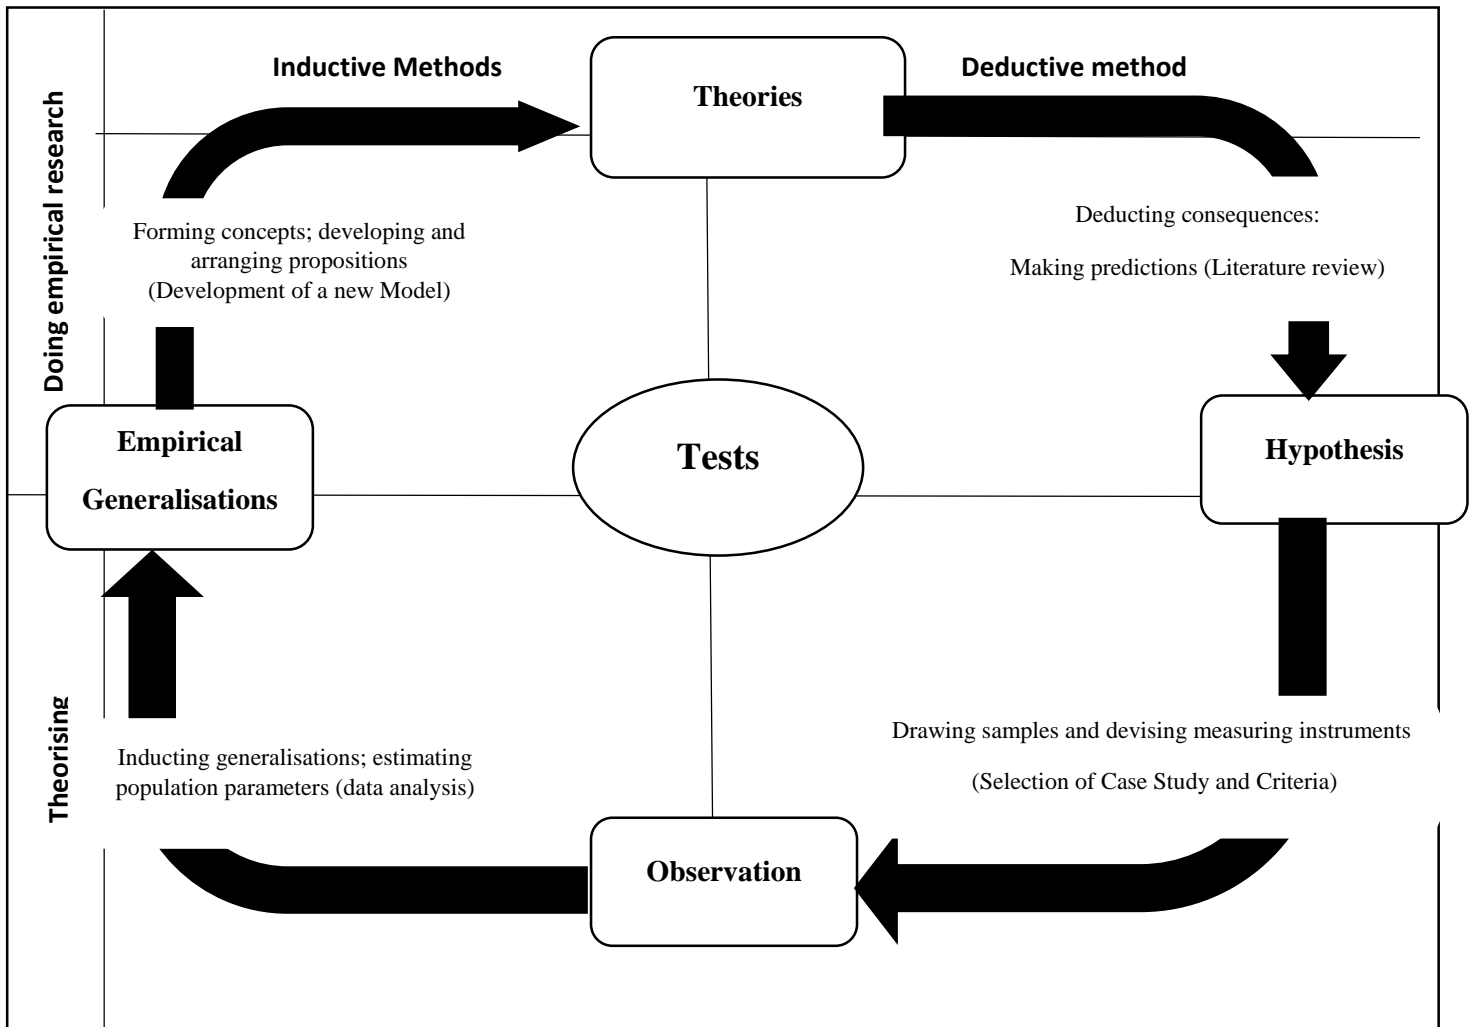 Inductive Methods
Theories
Deductive method
Doing empirical research
Forming concepts; developing and
arranging propositions
(Development of a new Model)
Deducting consequences:
Making predictions (Literature review)
Empirical
Generalisations
Tests
Hypothesis
Theorising
Inducting generalisations; estimating
population parameters (data analysis)
Drawing samples and devising measuring instruments
(Selection of Case Study and Criteria)
Observation